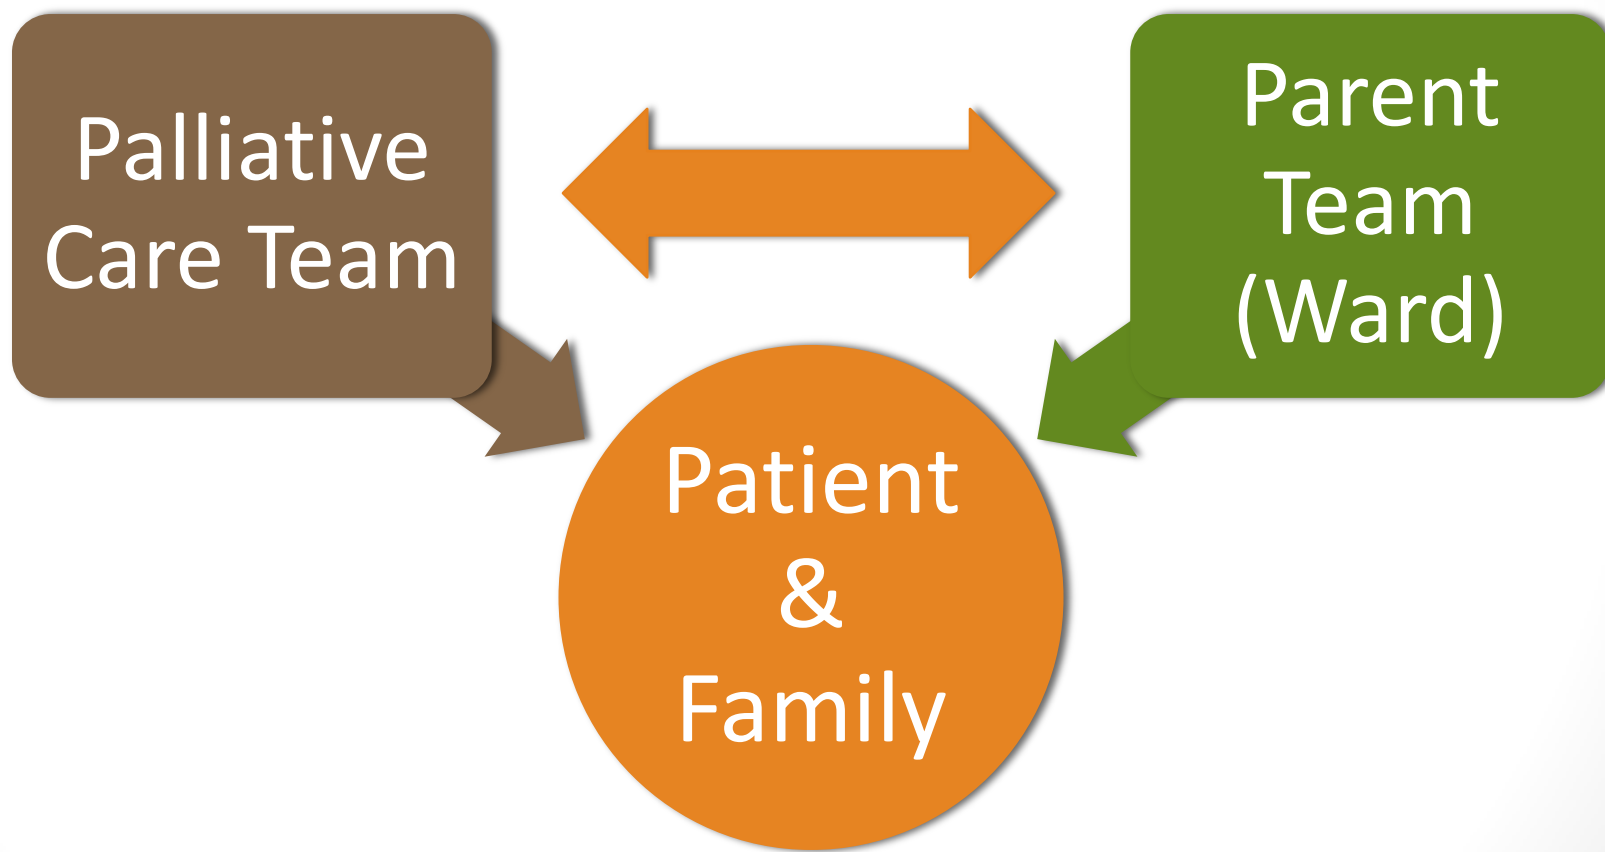 Palliative
Care Team
Parent
Team
(Ward)
Patient
&
Family